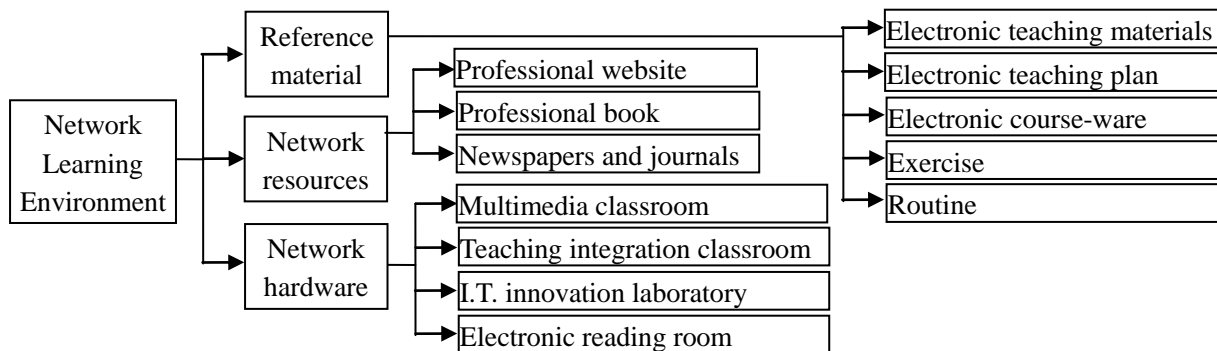 Network
Learning
Environment
Reference
material
Network
resources
Network
hardware
Professional website
Professional book
Newspapers and journals
Multimedia classroom
Teaching integration classroom
I.T. innovation laboratory
Electronic reading room
Electronic teaching materials
Electronic teaching plan
Electronic course-ware
Exercise
Routine